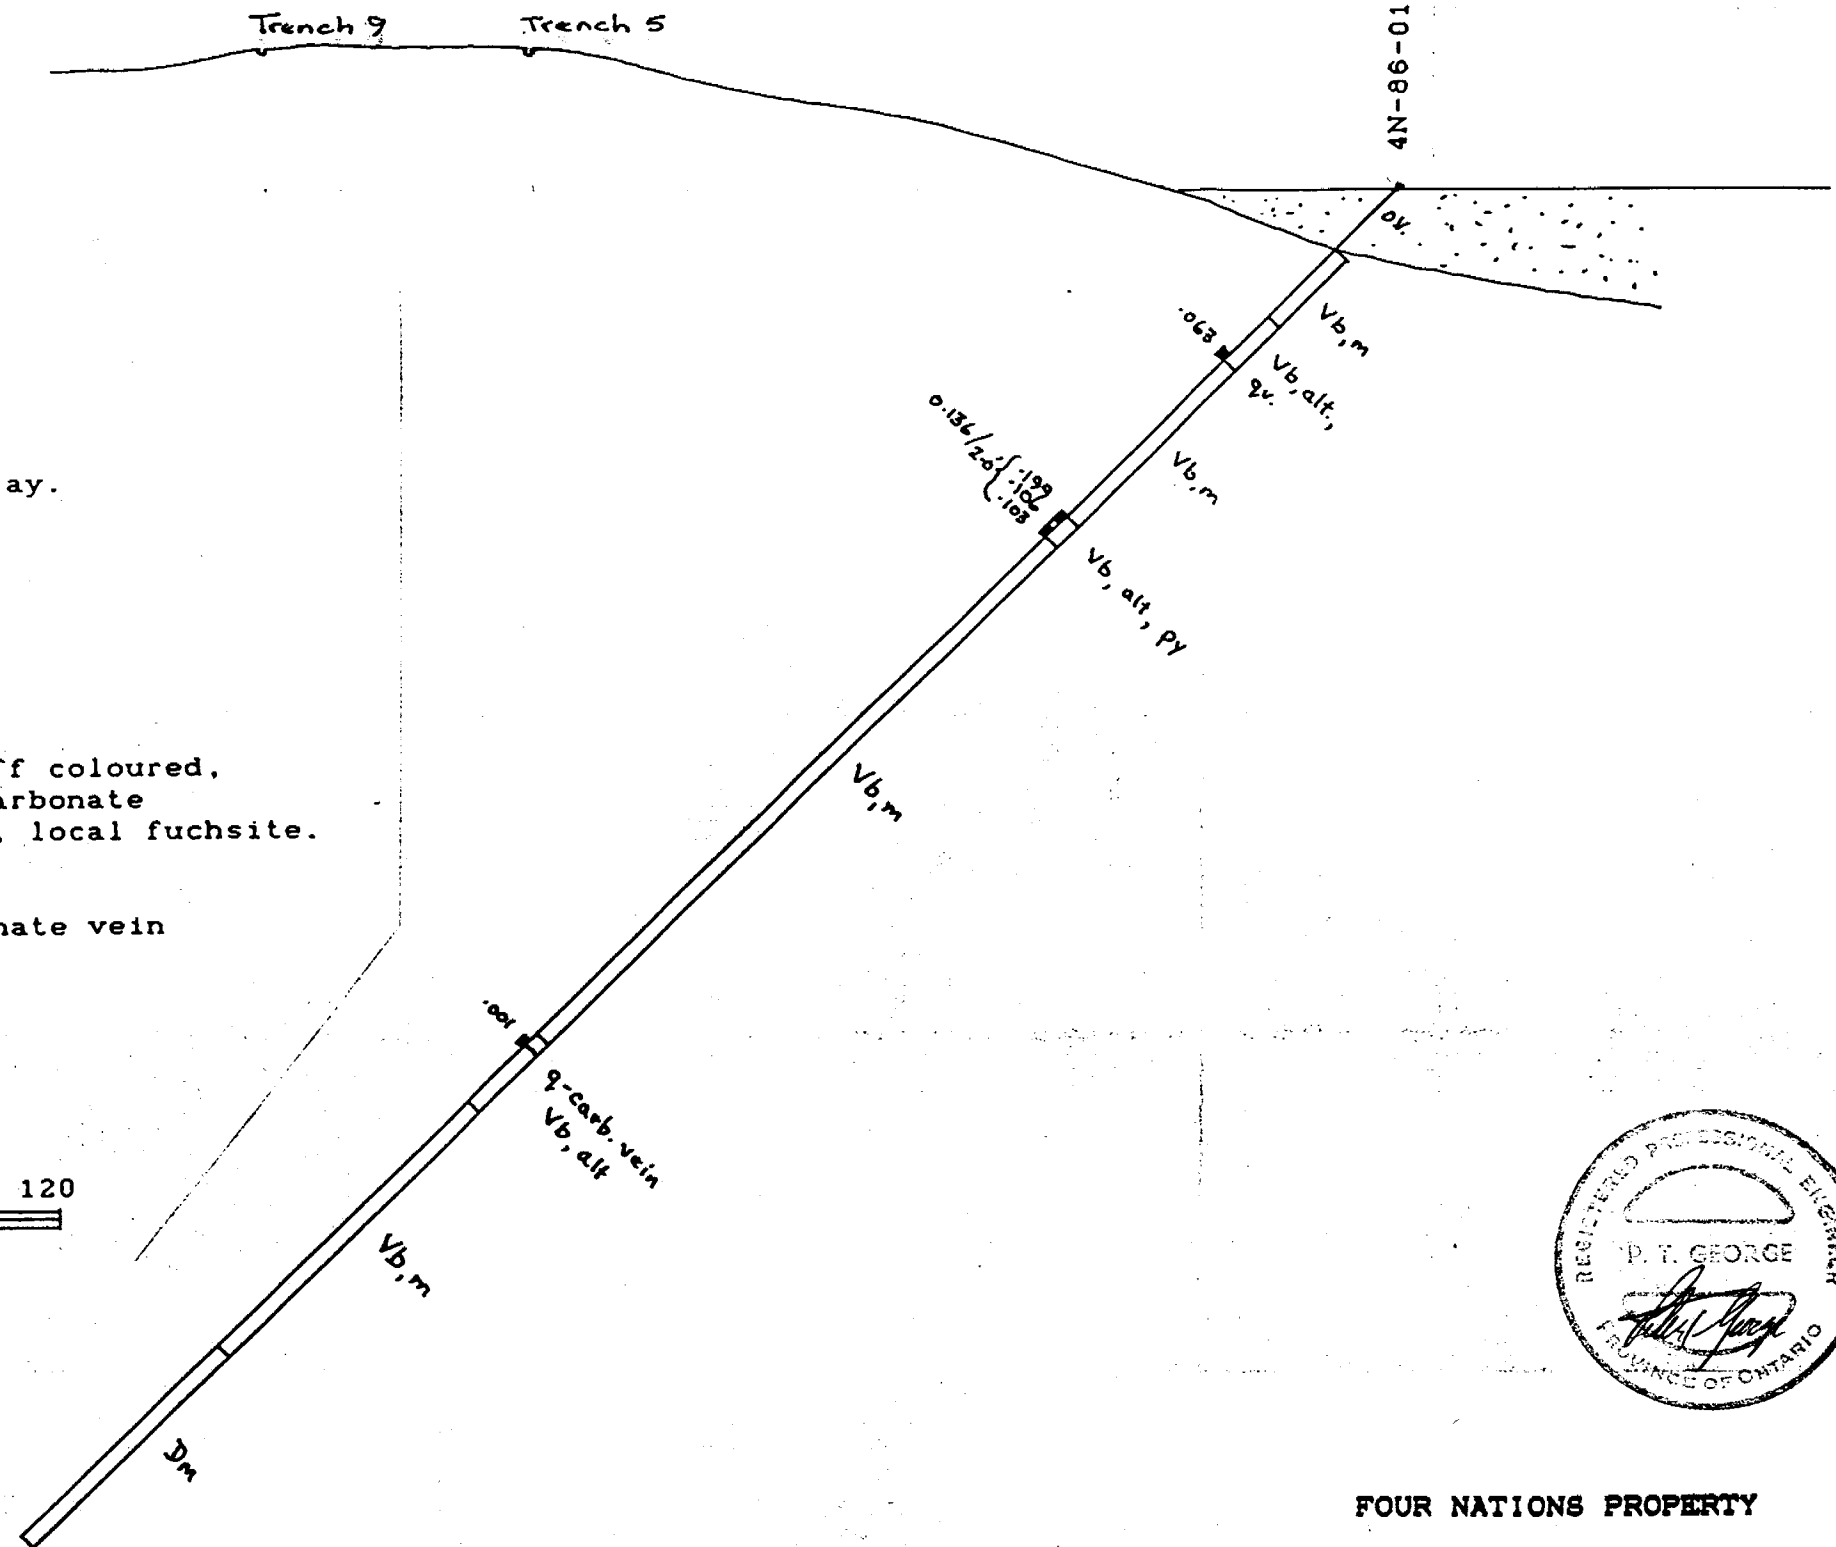 Trench 9
Trench 5
4N-86-01
ov.
Vb,m
.063
Vb,alt.,
qv.
Vb,m
0.136/2.0'
.199
.106
.103
Vb, alt, py
ay.
Vb,m
ff coloured,
arbonate
, local fuchsite.
nate vein
.001
q-carb. vein
Vb, alt
120
Vb,m
Dm
REGISTERED PROFESSIONAL ENGINEER
P. T. GEORGE
PROVINCE OF ONTARIO
FOUR NATIONS PROPERTY